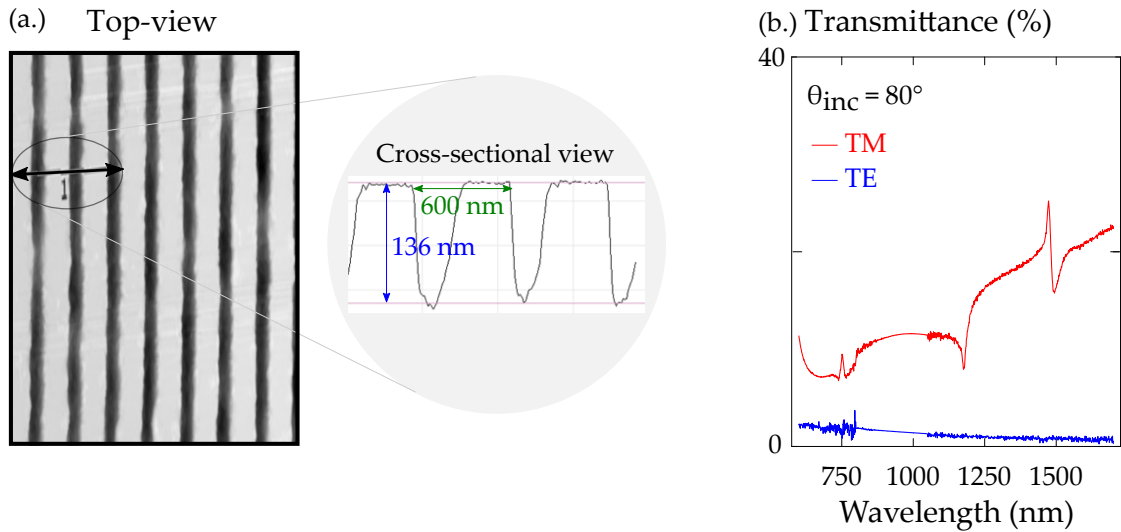 (a.) Top-view
1
Cross-sectional view
600 nm
136 nm
(b.) Transmittance (%)
40
θinc = 80°
— TM
— TE
0
750 1000 1250 1500
Wavelength (nm)